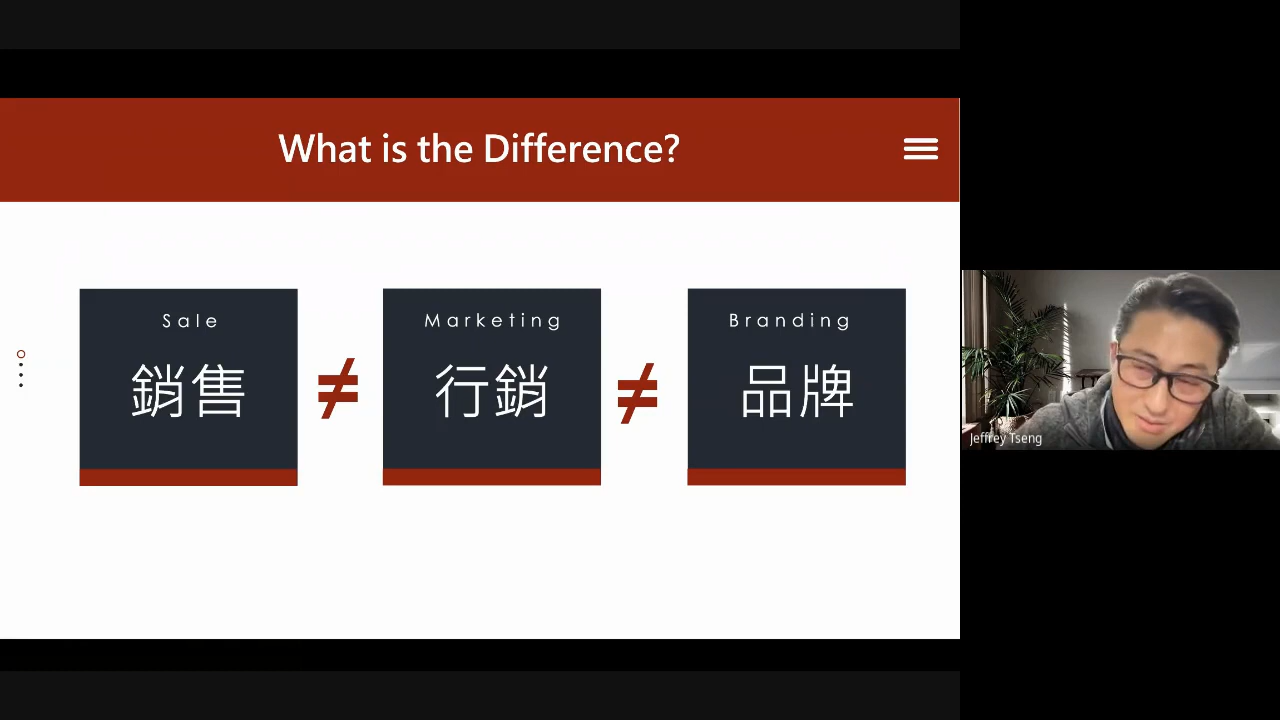 What is the Difference?
Sale
銷售
≠
Marketing
行銷
≠
Branding
品牌
Jeffrey Tseng